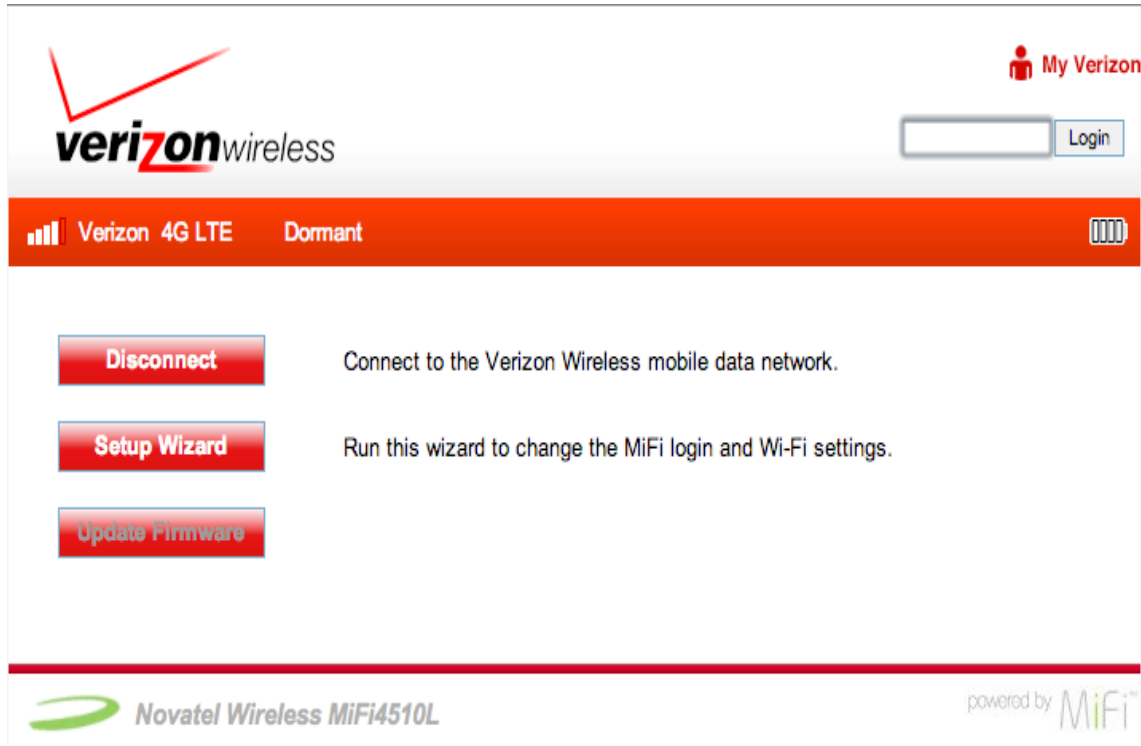 My Verizon
verizonwireless
Login
Verizon 4G LTE Dormant
Disconnect Connect to the Verizon Wireless mobile data network.
Setup Wizard Run this wizard to change the MiFi login and Wi-Fi settings.
Update Firmware
Novatel Wireless MiFi4510L powered by MiFi™